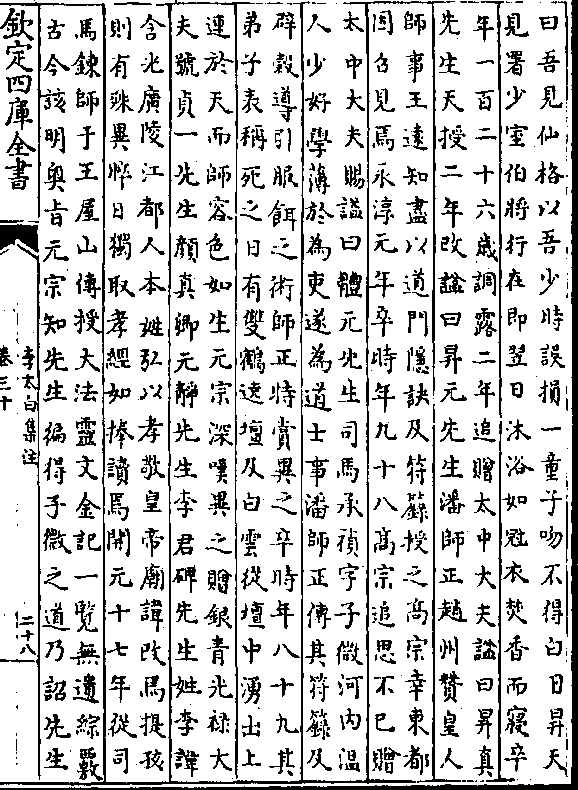 曰吾見仙格以吾少時誤損一童子吻不得白日昇天
見署少室伯將行在即翌日沐浴如冠衣焚香而寢卒
年一百二十六歲調露二年追贈太中大夫諡曰昇真
先生天授二年改諡曰昇元先生潘師正趙州贊皇人
師事王遠知盡以道門隱訣及符籙授之高宗幸東都
因召見焉永淳元年卒時年九十八高宗追思不已贈
太中大夫賜諡曰體元先生司馬承禎字子微河內溫
人少好學薄於為吏遂為道士事潘師正傳其符籙及
辟穀導引服餌之術師正特賞異之卒時年八十九其
弟子表稱死之日有雙鶴遶壇及白雲從壇中湧出上
連於天而師容色如生元宗深嘆異之贈銀青光祿大
夫號貞一先生顏真卿元靜先生李君碑先生姓李諱
含光廣陵江都人本姓弘以孝敬皇帝廟諱改焉提孩
則有殊異晬日獨取孝經如捧讀焉開元十七年從司
馬鍊師于王屋山傳授大法靈文金記一覽無遺綜覈
古今該明奧旨元宗知先生偏得子微之道乃詔先生
欽定四庫全書
李太白集注
卷三十
二十八